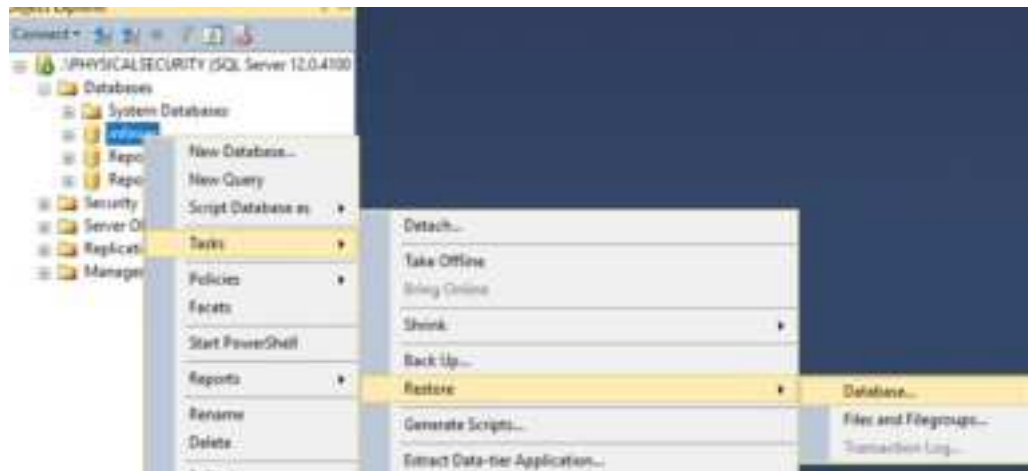 Connect
.\PHYSICALSECURITY (SQL Server 12.0.4100
Databases
System Databases
Repo
Repo
Security
Server O
Replicati
Manager
New Database...
New Query
Script Database as
Tasks
Policies
Facets
Start PowerShell
Reports
Rename
Delete
Detach...
Take Offline
Bring Online
Shrink
Back Up...
Restore
Generate Scripts...
Extract Data-tier Application...
Database...
Files and Filegroups...
Transaction Log...